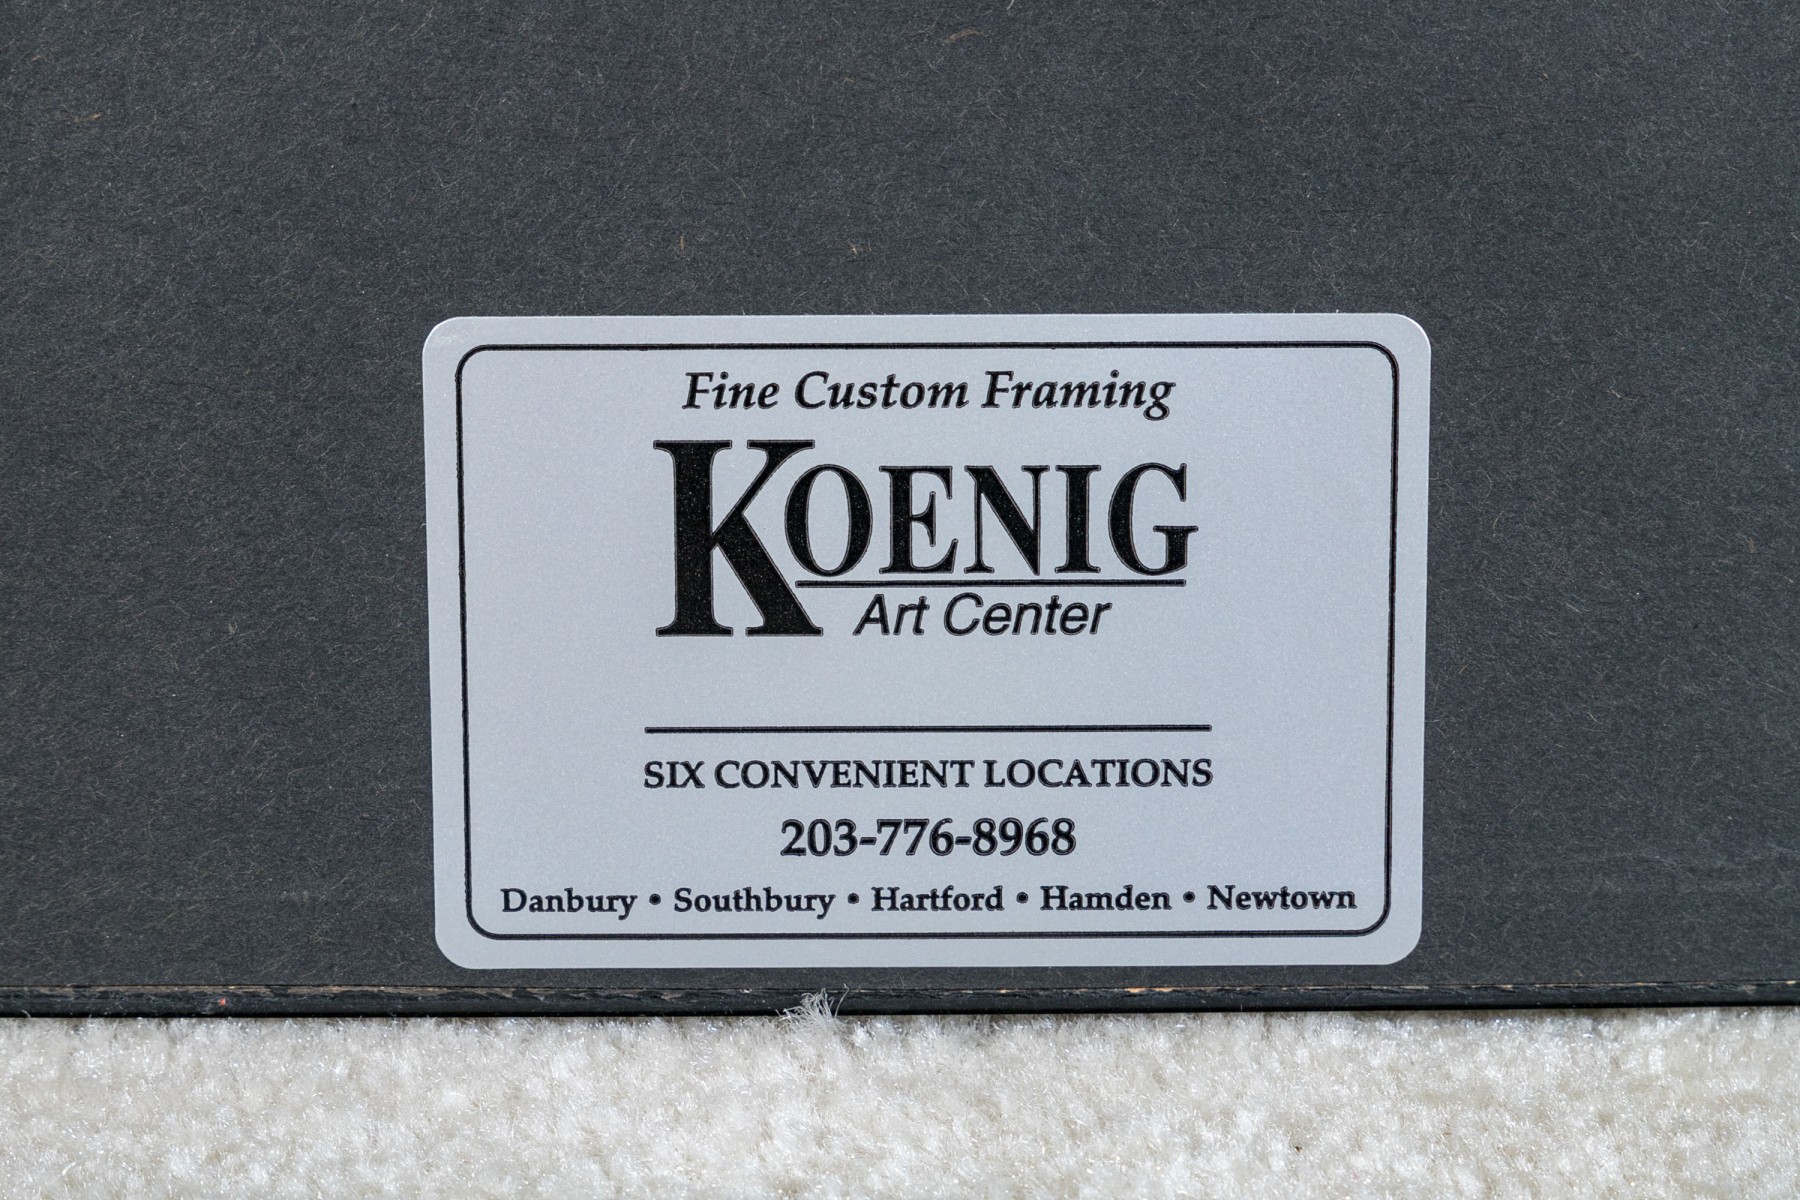 Fine Custom Framing
KOENIG
Art Center
SIX CONVENIENT LOCATIONS
203-776-8968
Danbury • Southbury • Hartford • Hamden • Newtown